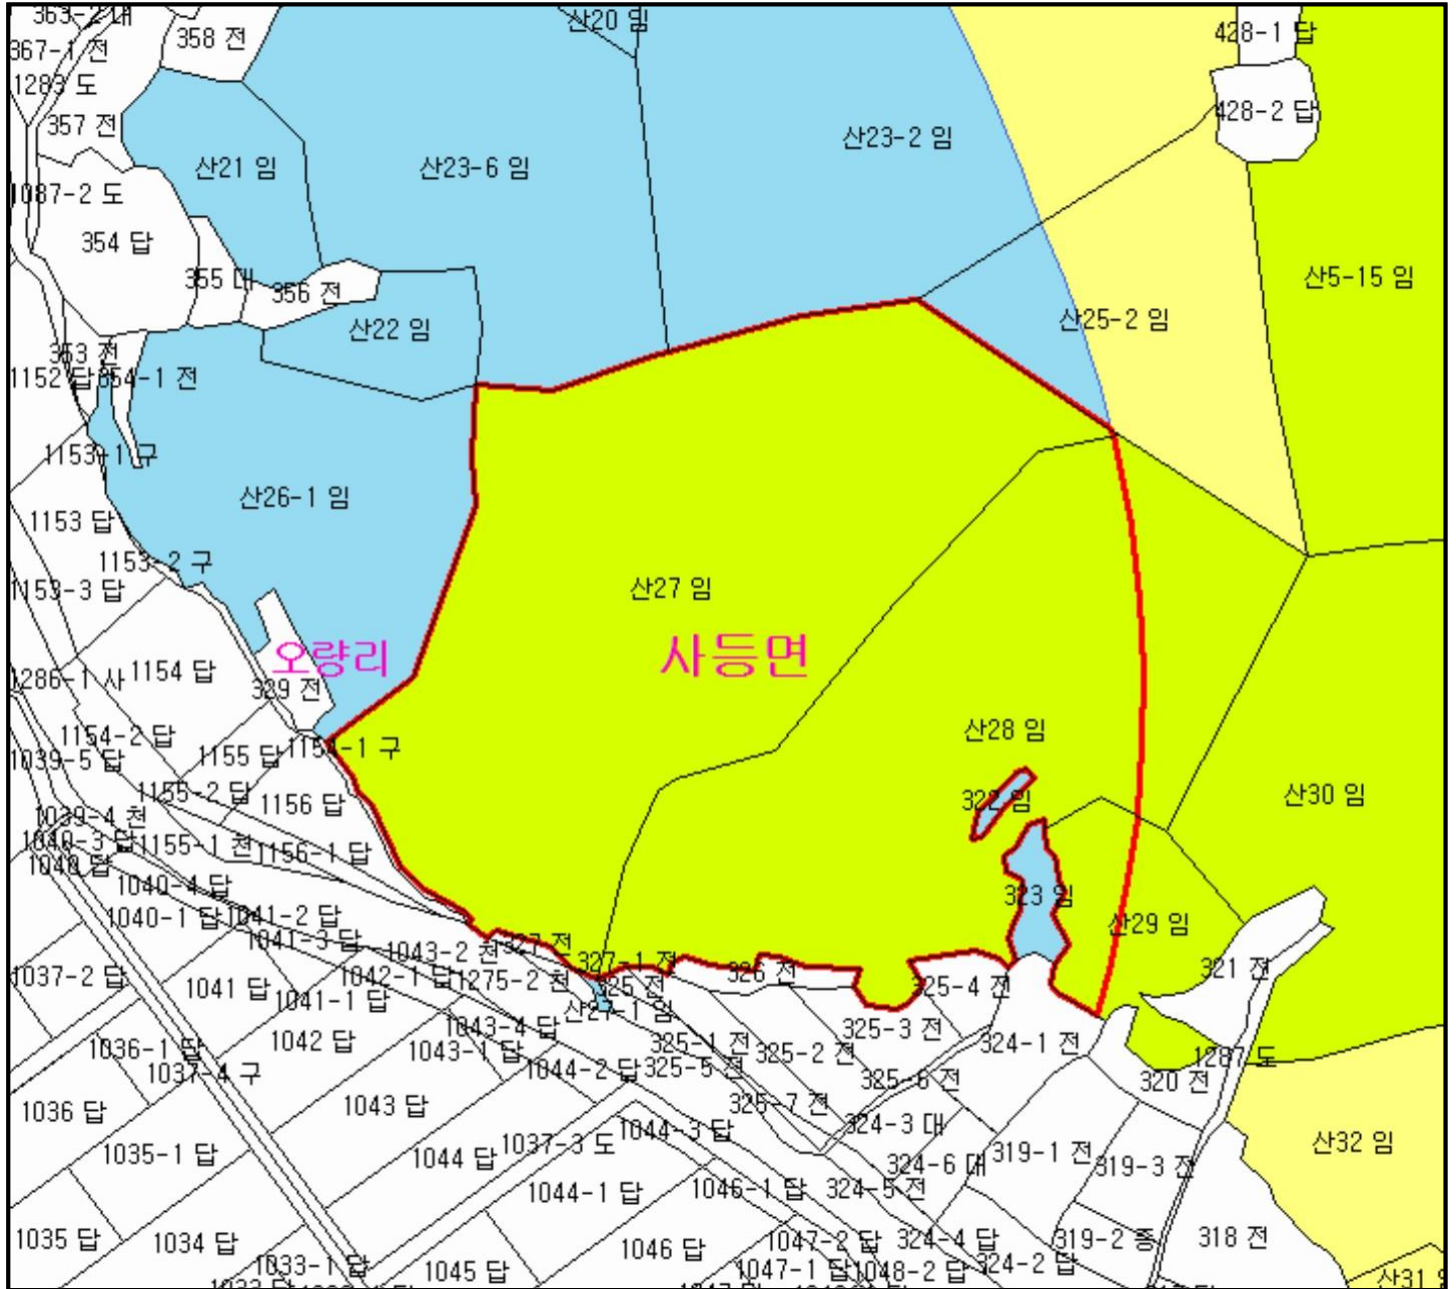 363-2 대
산20 임
428-1 답
358 전
367-1 전
1283 도
357 전
428-2 답
산23-2 임
산21 임
산23-6 임
1087-2 도
354 답
355 대
356 전
산5-15 임
산22 임
산25-2 임
353 전
1152 답
354-1 전
1153-1 구
산26-1 임
1153 답
1153-2 구
1153-3 답
산27 임
오량리
사등면
1154 답
1286-1 사
329 전
1154-2 답
산28 임
1039-5 답
1155 답
1154-1 구
1155-2 답
1156 답
322 임
산30 임
1039-4 천
1040-3 답
1155-1 천
1156-1 답
1040 답
1040-4 답
323 임
1040-1 답
1041-2 답
산29 임
1041-3 답
1043-2 천
327 전
327-1 전
326 전
321 전
1037-2 답
1042-1 답
1275-2 천
325 전
325-4 전
1041 답
1041-1 답
산27-1 임
1043-4 답
325-3 전
1042 답
325-1 전
324-1 전
1036-1 답
1043-1 답
325-2 전
1287 도
1037-4 구
1044-2 답
325-5 전
325-6 전
320 전
1036 답
1043 답
325-7 전
324-3 대
1044-3 답
1037-3 도
산32 임
1035-1 답
1044 답
324-6 대
319-1 전
319-3 전
1044-1 답
1046-1 답
324-5 전
1035 답
1034 답
1046 답
1047-2 답
324-4 답
319-2 종
318 전
1033-1 답
1045 답
1047-1 답
1048-2 답
324-2 답
산31